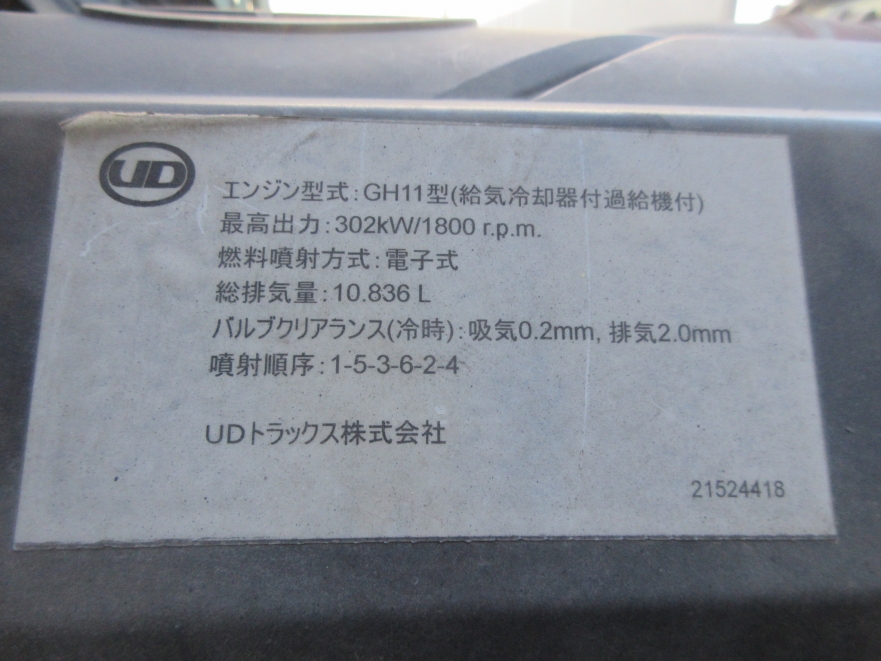 UD
エンジン型式:GH11型(給気冷却器付過給機付)
最高出力:302kW/1800 r.p.m.
燃料噴射方式:電子式
総排気量:10.836 L
バルブクリアランス(冷時):吸気0.2mm, 排気2.0mm
噴射順序:1-5-3-6-2-4
UDトラックス株式会社
21524418